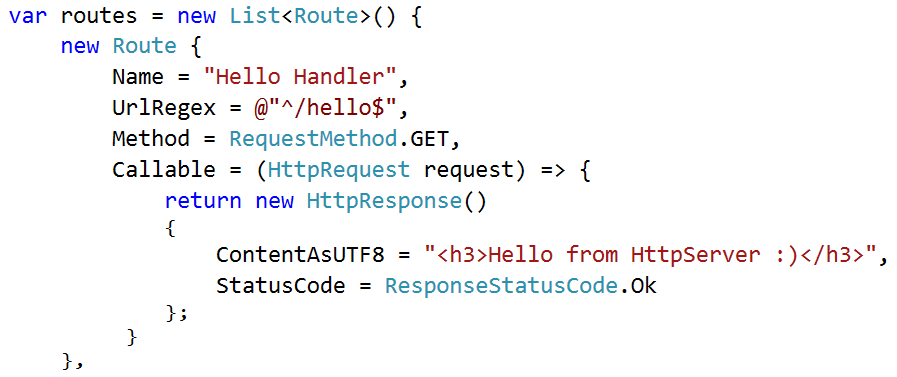 var routes = new List<Route>() {
    new Route {
        Name = "Hello Handler",
        UrlRegex = @"^/hello$",
        Method = RequestMethod.GET,
        Callable = (HttpRequest request) => {
            return new HttpResponse()
            {
                ContentAsUTF8 = "<h3>Hello from HttpServer :)</h3>",
                StatusCode = ResponseStatusCode.Ok
            };
         }
    },